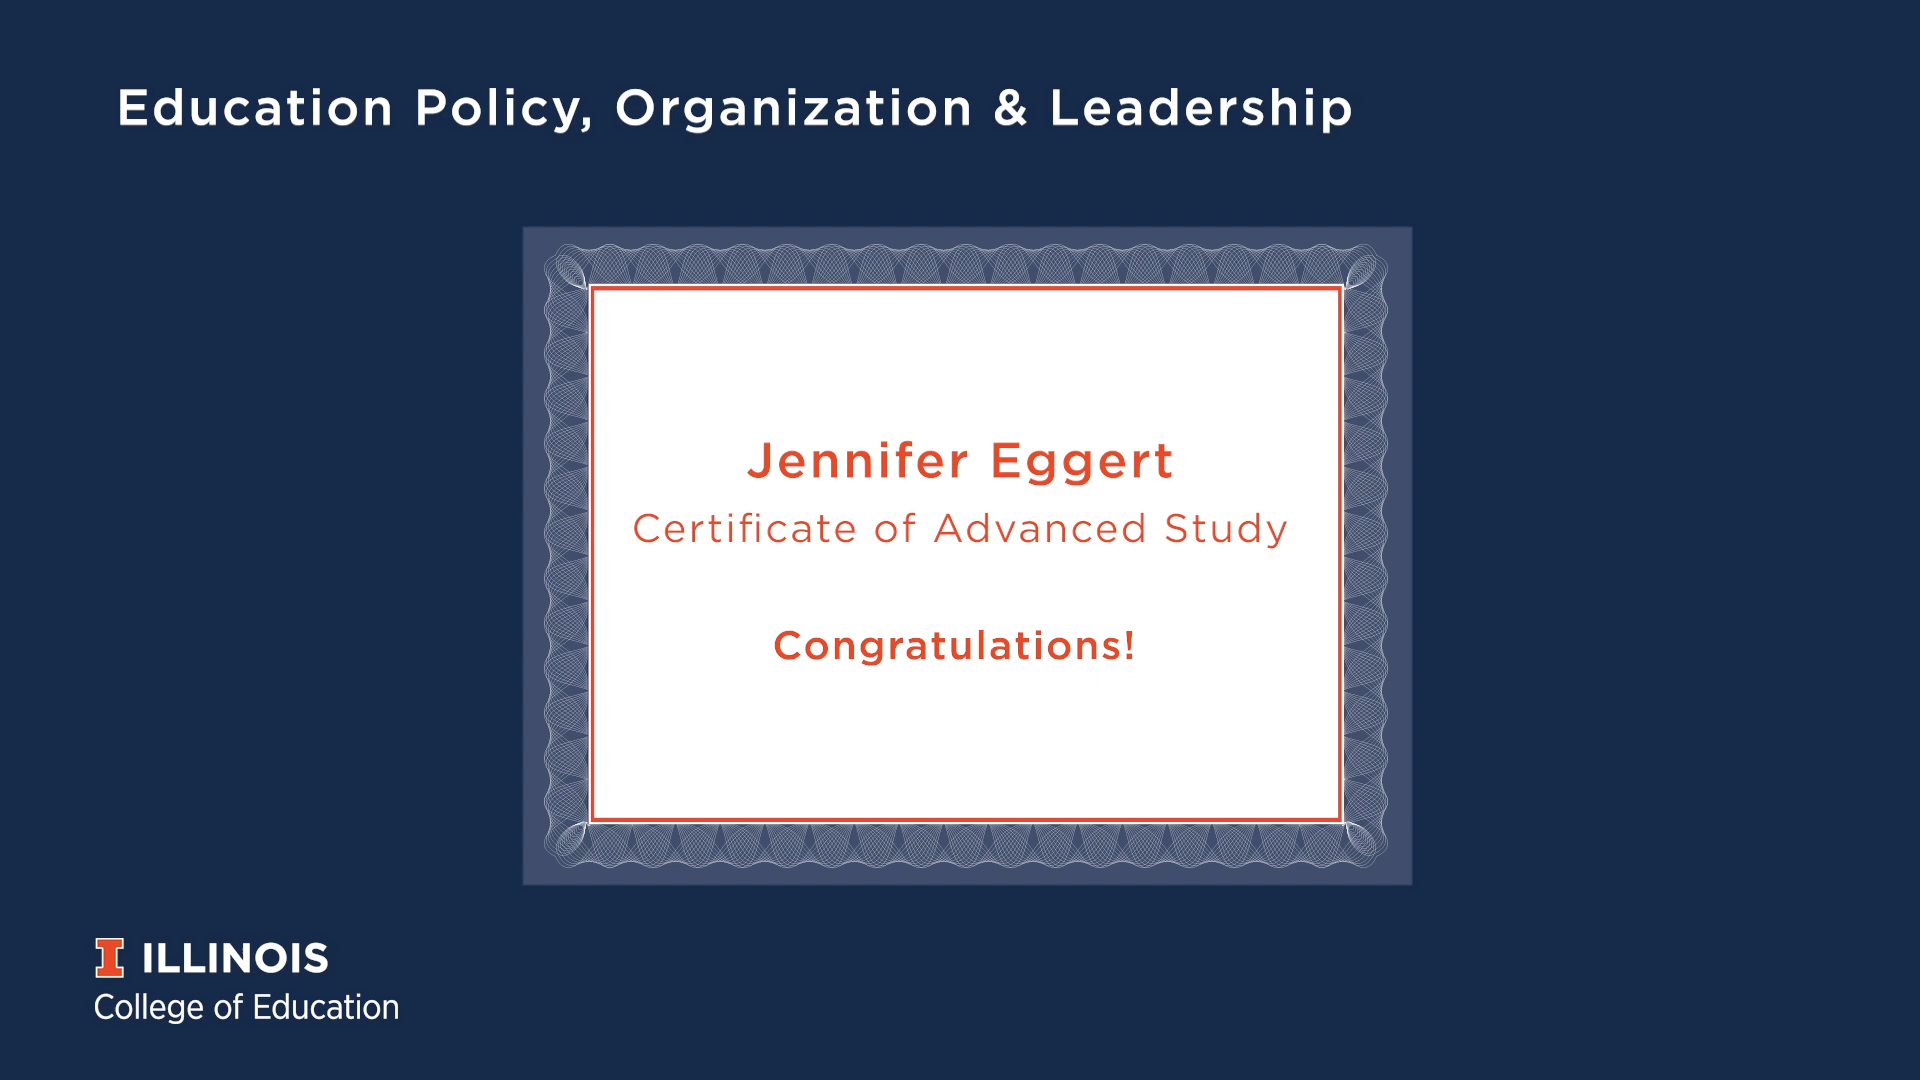 Education Policy, Organization & Leadership
Jennifer Eggert
Certificate of Advanced Study
Congratulations!
I ILLINOIS
College of Education